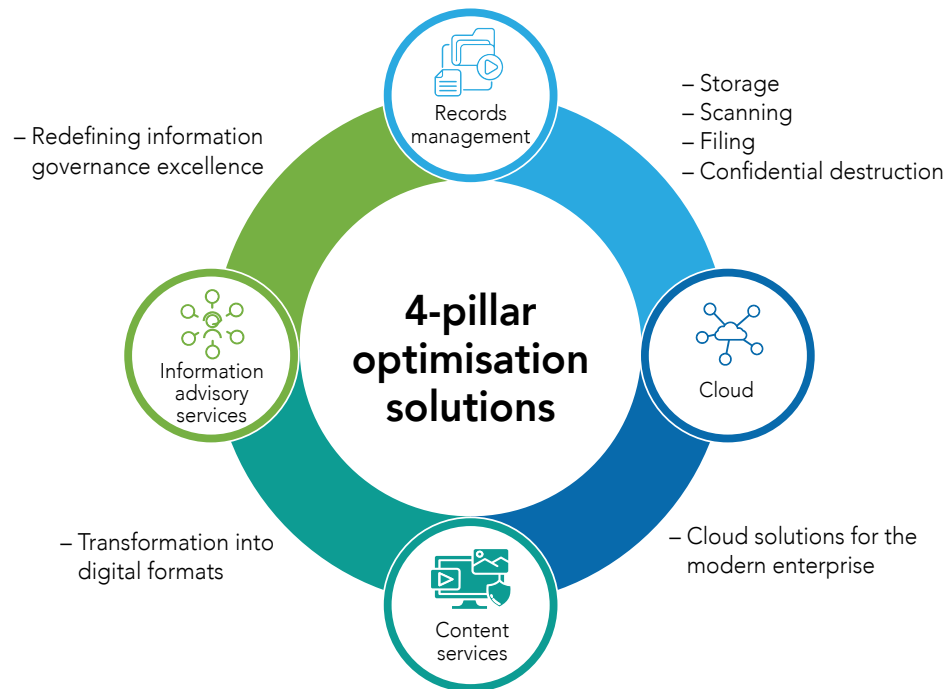 Records
management
– Storage
– Scanning
– Filing
– Confidential destruction
– Redefining information
governance excellence
4-pillar
optimisation
solutions
Information
advisory
services
Cloud
– Transformation into
digital formats
– Cloud solutions for the
modern enterprise
Content
services